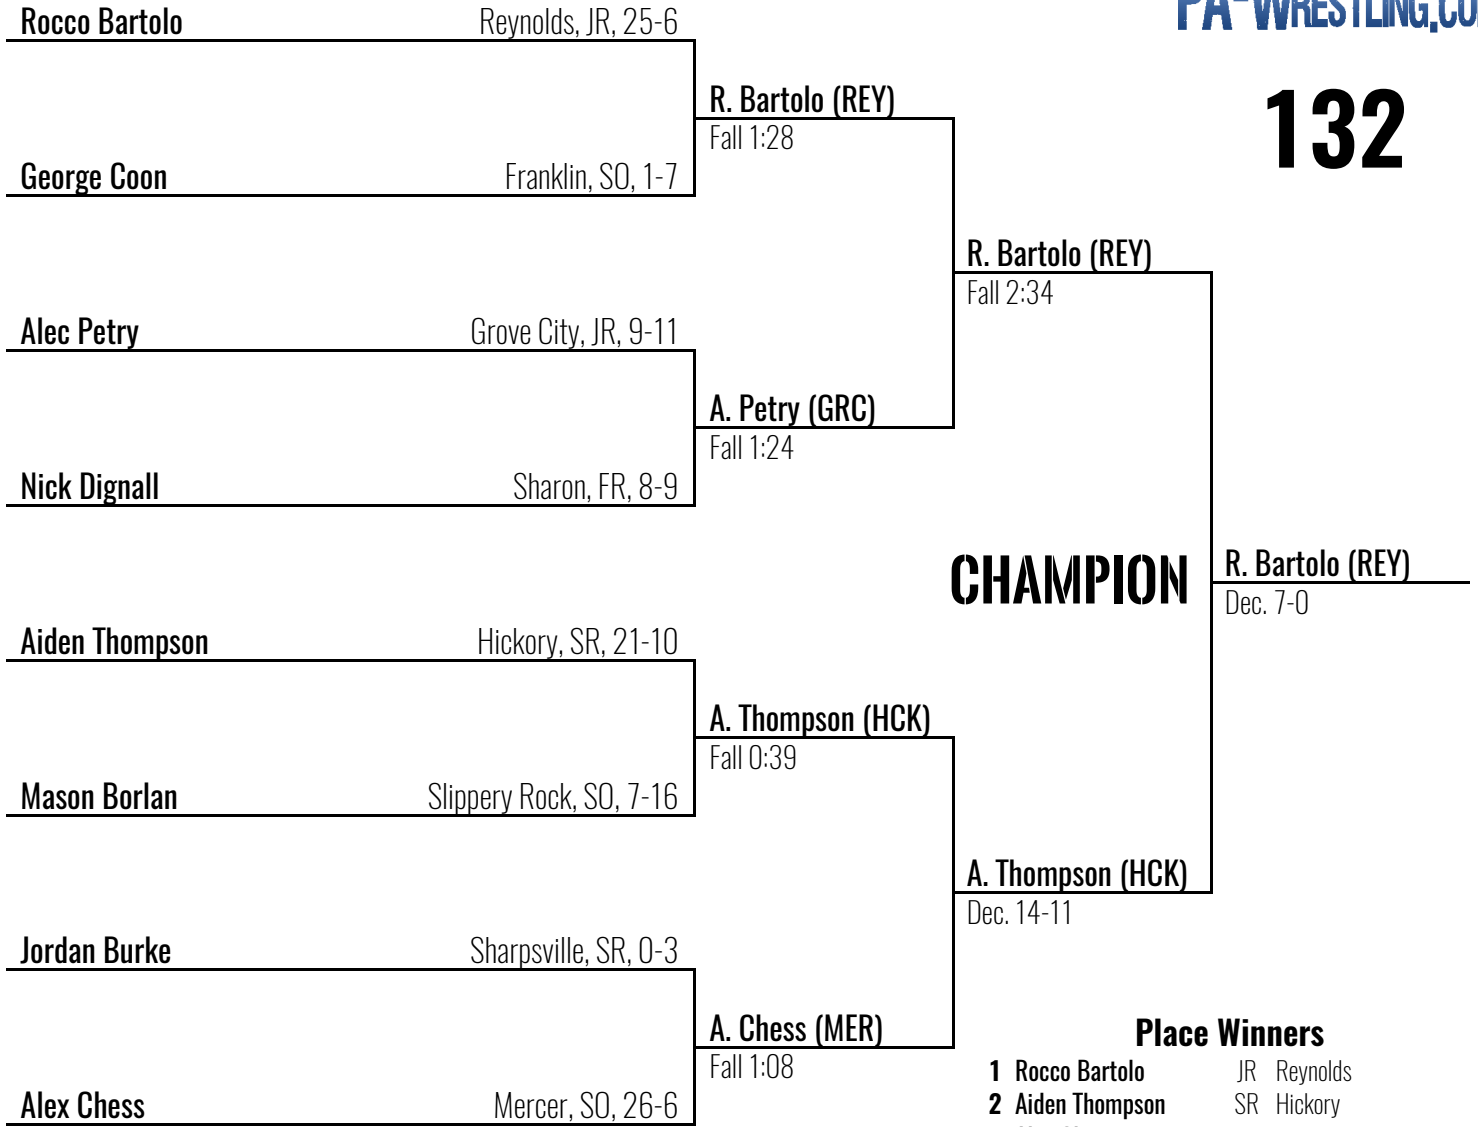 PA-WRESTLING.CO
132
Rocco Bartolo Reynolds, JR, 25-6
R. Bartolo (REY)
Fall 1:28
George Coon Franklin, SO, 1-7
R. Bartolo (REY)
Fall 2:34
Alec Petry Grove City, JR, 9-11
A. Petry (GRC)
Fall 1:24
Nick Dignall Sharon, FR, 8-9
CHAMPION
R. Bartolo (REY)
Dec. 7-0
Aiden Thompson Hickory, SR, 21-10
A. Thompson (HCK)
Fall 0:39
Mason Borlan Slippery Rock, SO, 7-16
A. Thompson (HCK)
Dec. 14-11
Jordan Burke Sharpsville, SR, 0-3
A. Chess (MER)
Fall 1:08
Alex Chess Mercer, SO, 26-6
Place Winners
1 Rocco Bartolo JR Reynolds
2 Aiden Thompson SR Hickory